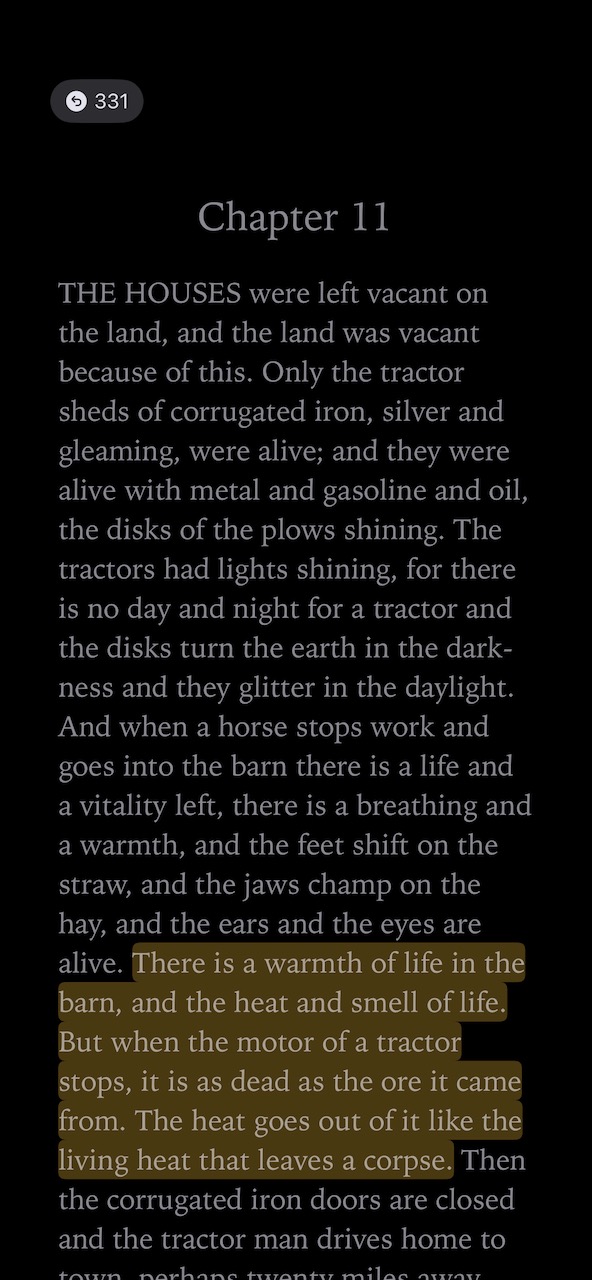 331
Chapter 11
THE HOUSES were left vacant on
the land, and the land was vacant
because of this. Only the tractor
sheds of corrugated iron, silver and
gleaming, were alive; and they were
alive with metal and gasoline and oil,
the disks of the plows shining. The
tractors had lights shining, for there
is no day and night for a tractor and
the disks turn the earth in the dark-
ness and they glitter in the daylight.
And when a horse stops work and
goes into the barn there is a life and
a vitality left, there is a breathing and
a warmth, and the feet shift on the
straw, and the jaws champ on the
hay, and the ears and the eyes are
alive. There is a warmth of life in the
barn, and the heat and smell of life.
But when the motor of a tractor
stops, it is as dead as the ore it came
from. The heat goes out of it like the
living heat that leaves a corpse. Then
the corrugated iron doors are closed
and the tractor man drives home to
town, perhaps twenty miles away